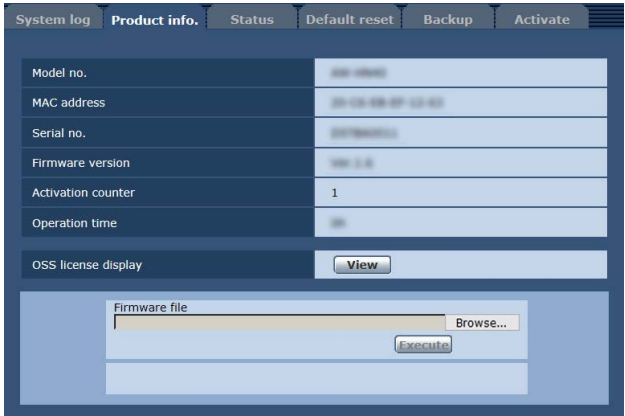 System log Product info. Status Default reset Backup Activate
Model no.
MAC address
Serial no.
Firmware version
Activation counter 1
Operation time
OSS license display View
Firmware file
Browse...
Execute